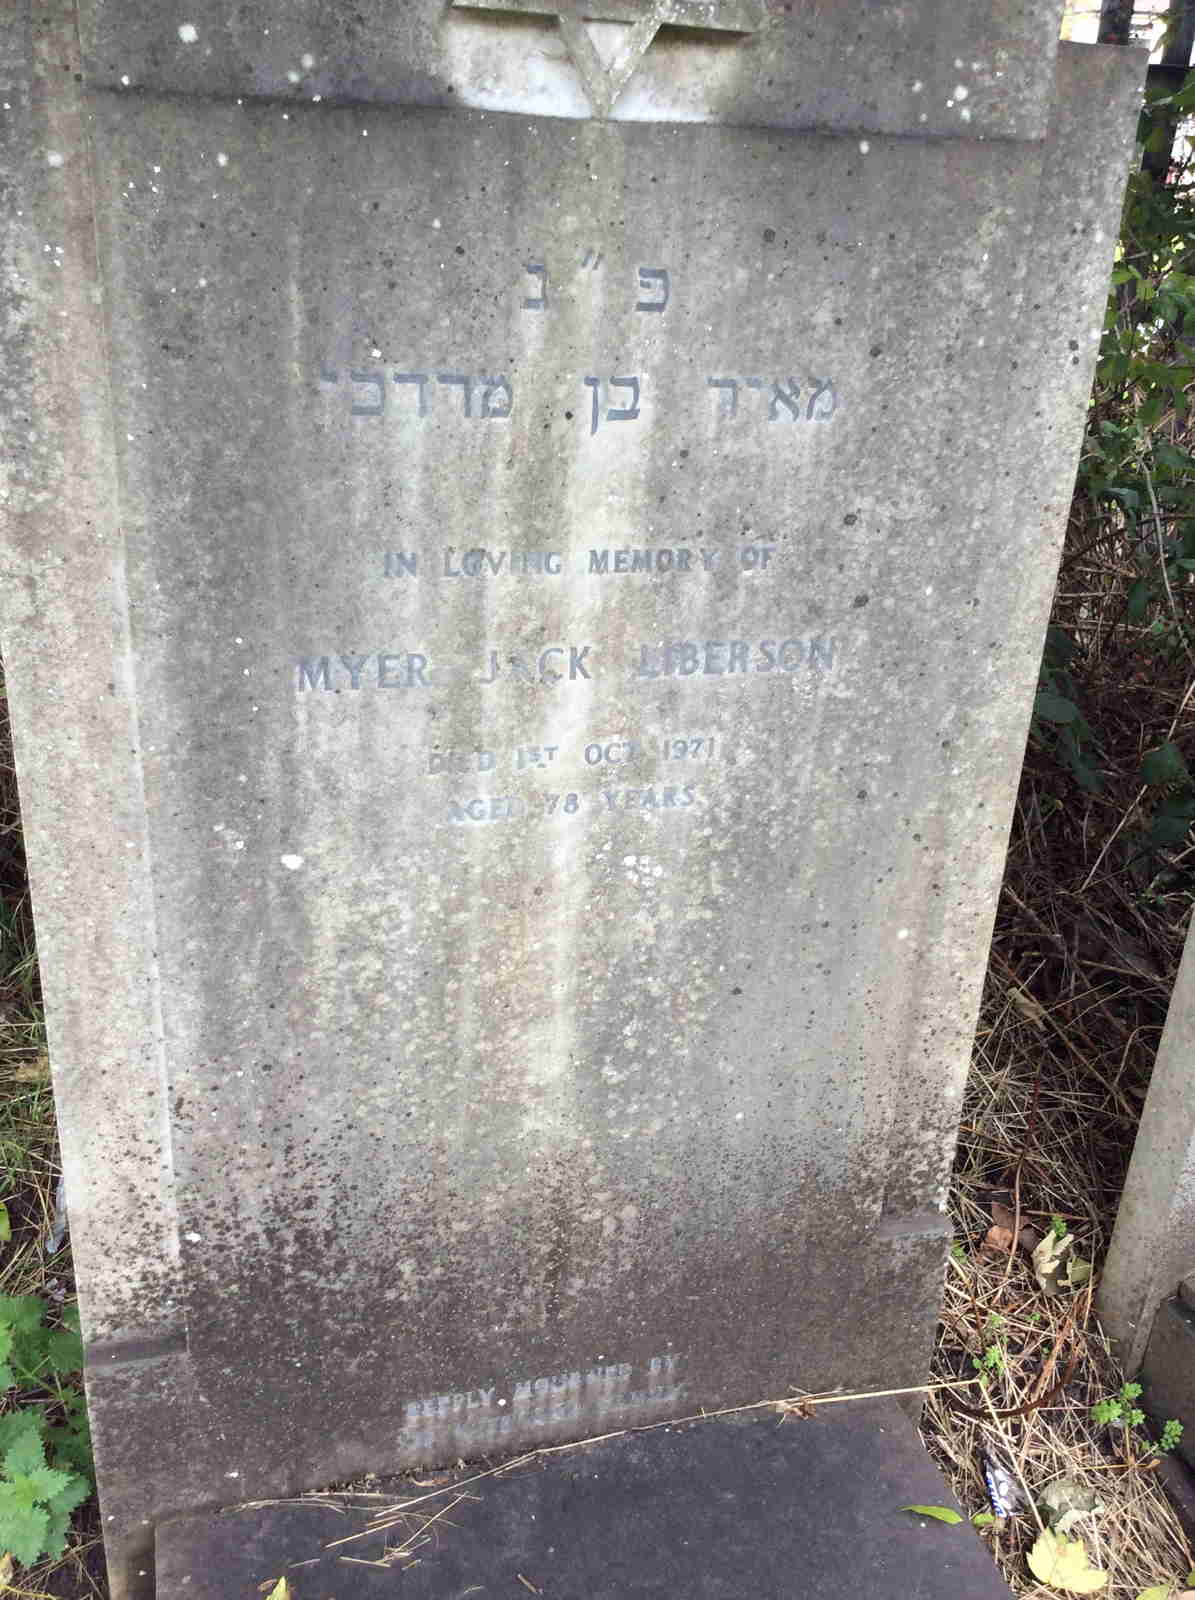 פ"נ
מאיר בן מרדכי
IN LOVING MEMORY OF
MYER JACK LIBERSON
DIED 1ST OCT 1971
AGED 78 YEARS
DEEPLY MOURNED BY
FAMILY